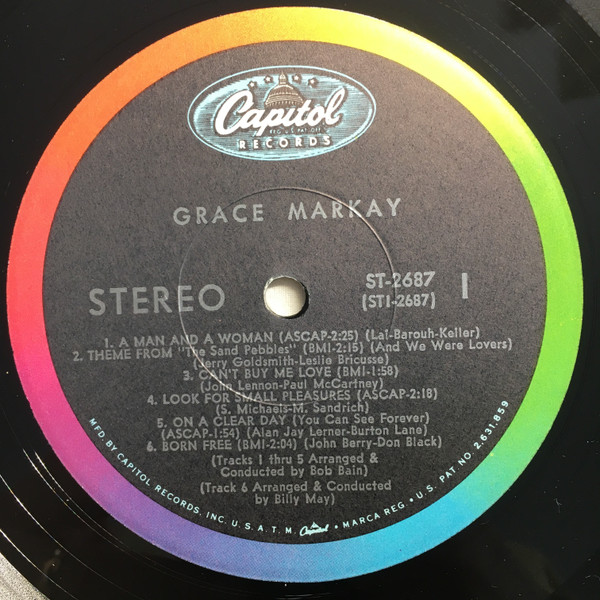 Capitol
REG. U.S. PAT. OFF.
RECORDS
GRACE MARKAY
STEREO
ST-2687
(ST1-2687)
1
1. A MAN AND A WOMAN (ASCAP-2:25) (Lai-Barouh-Keller)
2. THEME FROM "The Sand Pebbles" (BMI-2:15) (And We Were Lovers)
(Jerry Goldsmith-Leslie Bricusse)
3. CAN'T BUY ME LOVE (BMI-1:58)
(John Lennon-Paul McCartney)
4. LOOK FOR SMALL PLEASURES (ASCAP-2:18)
(S. Michaels-M. Sandrich)
5. ON A CLEAR DAY (You Can See Forever)
(ASCAP-1:54) (Alan Jay Lerner-Burton Lane)
6. BORN FREE (BMI-2:04) (John Berry-Don Black)
(Tracks 1 thru 5 Arranged &
Conducted by Bob Bain)
(Track 6 Arranged & Conducted
by Billy May)
MFD. BY CAPITOL RECORDS, INC. U.S.A. T.M. Capitol • MARCA REG. • U.S. PAT. NO. 2,631,859